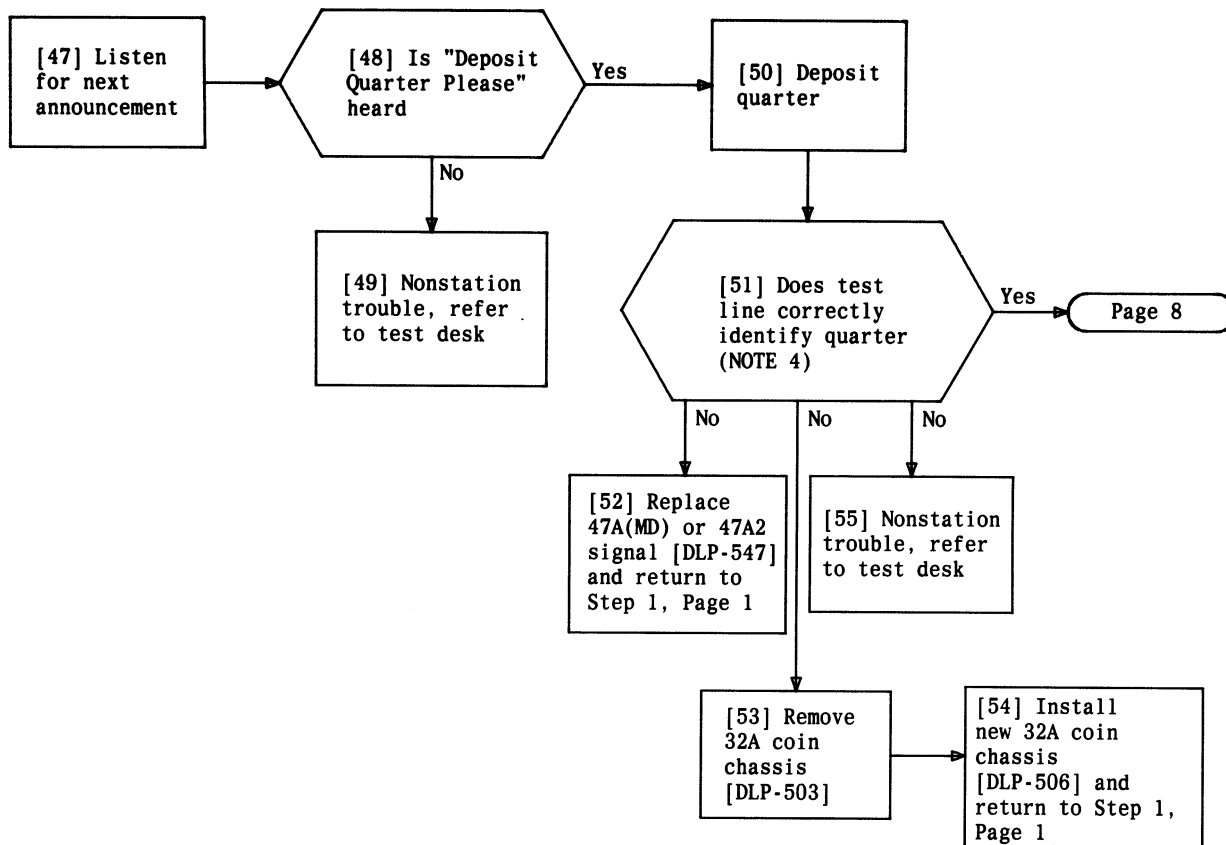 [47] Listen
for next
announcement
[48] Is "Deposit
Quarter Please"
heard
Yes
[50] Deposit
quarter
No
[49] Nonstation
trouble, refer
to test desk
[51] Does test
line correctly
identify quarter
(NOTE 4)
Yes
Page 8
No
No
No
[52] Replace
47A(MD) or 47A2
signal [DLP-547]
and return to
Step 1, Page 1
[55] Nonstation
trouble, refer
to test desk
[53] Remove
32A coin
chassis
[DLP-503]
[54] Install
new 32A coin
chassis
[DLP-506] and
return to Step 1,
Page 1